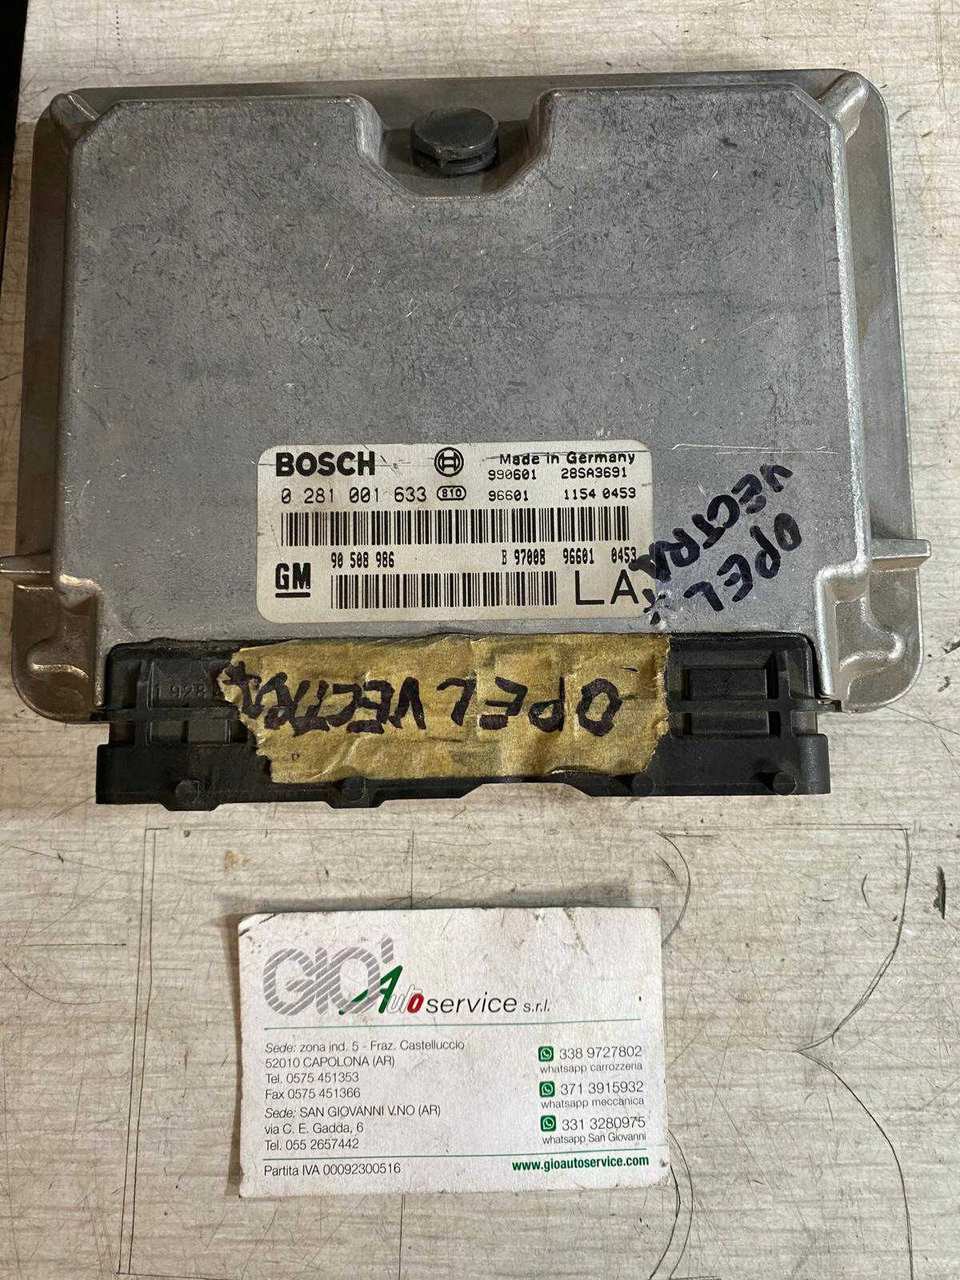 BOSCH
Made in Germany
990601 28SA3691
0 281 001 633 810
96601 1154 0453
90 508 986
B 97008 96601 0453
GM
LA
OPEL
VECTRA
1 928
OPEL VECTRA
GIO' Autoservice s.r.l.
Sede: zona ind. 5 - Fraz. Castelluccio
52010 CAPOLONA (AR)
Tel. 0575 451353
Fax 0575 451366
Sede: SAN GIOVANNI V.NO (AR)
via C. E. Gadda, 6
Tel. 055 2657442
Partita IVA 00092300516
338 9727802
whatsapp carrozzeria
371 3915932
whatsapp meccanica
331 3280975
whatsapp San Giovanni
www.gioautoservice.com